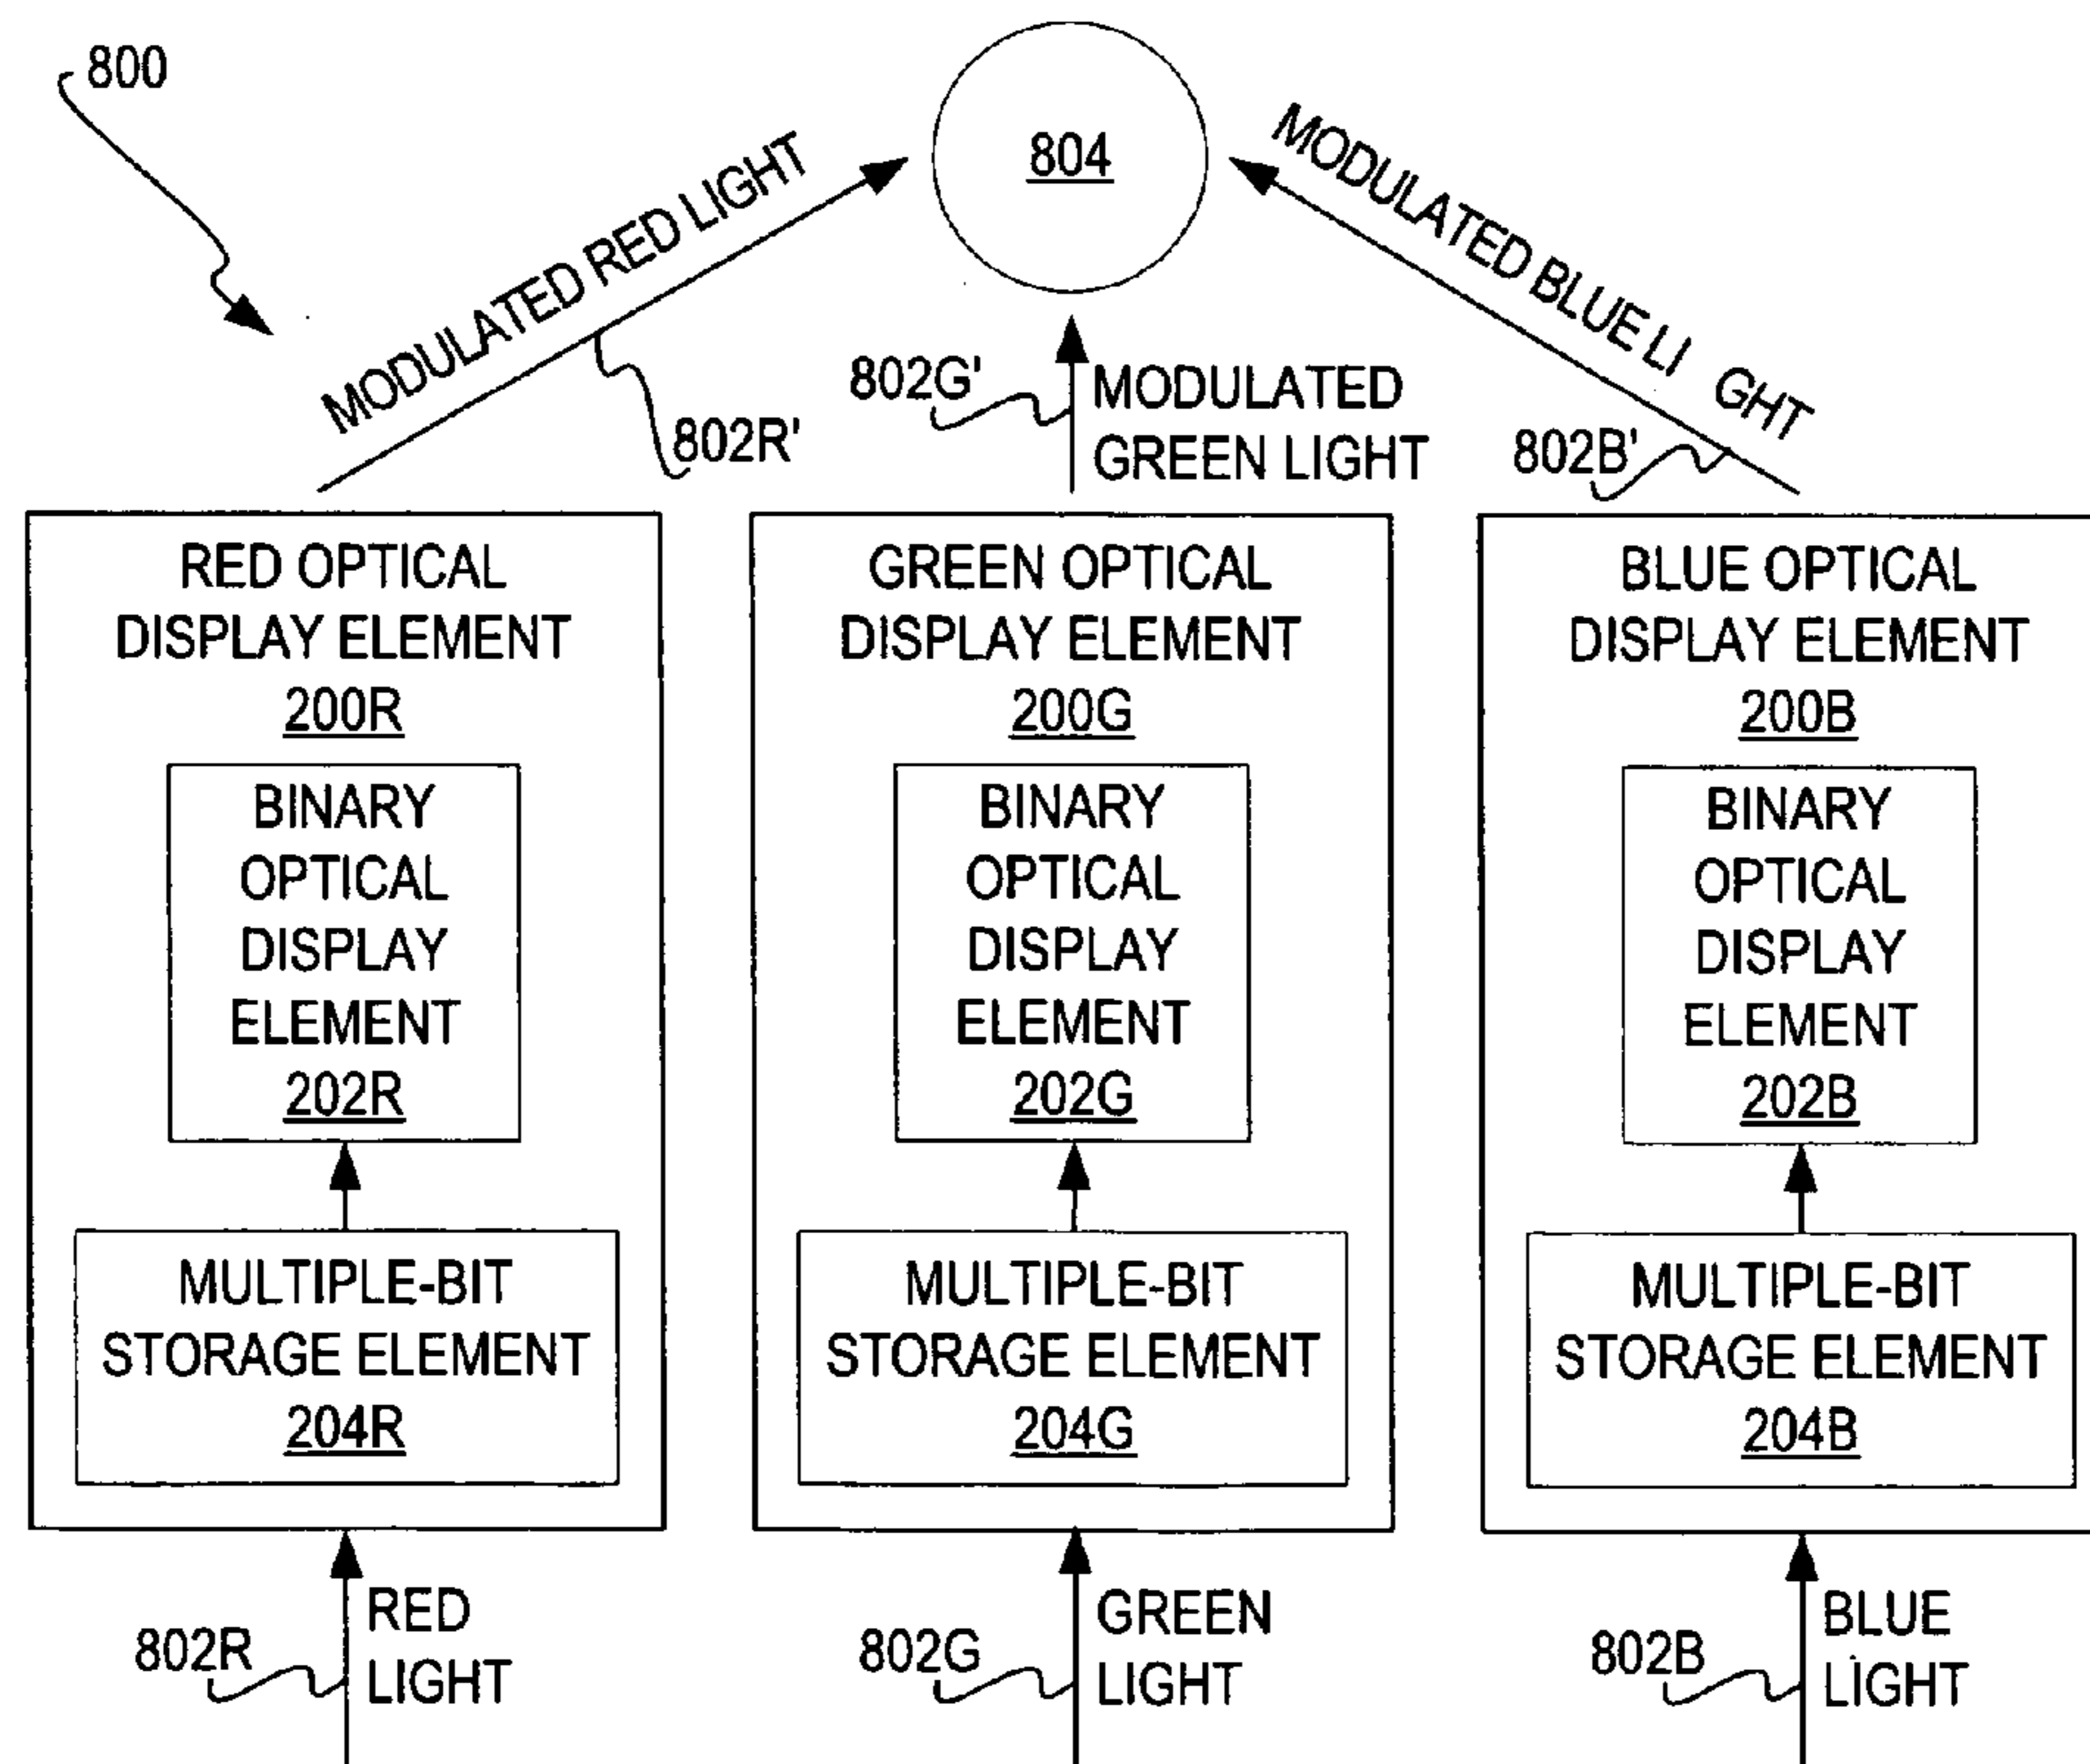 800
804
MODULATED RED LIGHT
MODULATED BLUE LI GHT
802R'
802G'
MODULATED
GREEN LIGHT
802B'
RED OPTICAL
DISPLAY ELEMENT
200R
BINARY
OPTICAL
DISPLAY
ELEMENT
202R
MULTIPLE-BIT
STORAGE ELEMENT
204R
802R
RED
LIGHT
GREEN OPTICAL
DISPLAY ELEMENT
200G
BINARY
OPTICAL
DISPLAY
ELEMENT
202G
MULTIPLE-BIT
STORAGE ELEMENT
204G
802G
GREEN
LIGHT
BLUE OPTICAL
DISPLAY ELEMENT
200B
BINARY
OPTICAL
DISPLAY
ELEMENT
202B
MULTIPLE-BIT
STORAGE ELEMENT
204B
802B
BLUE
LIGHT